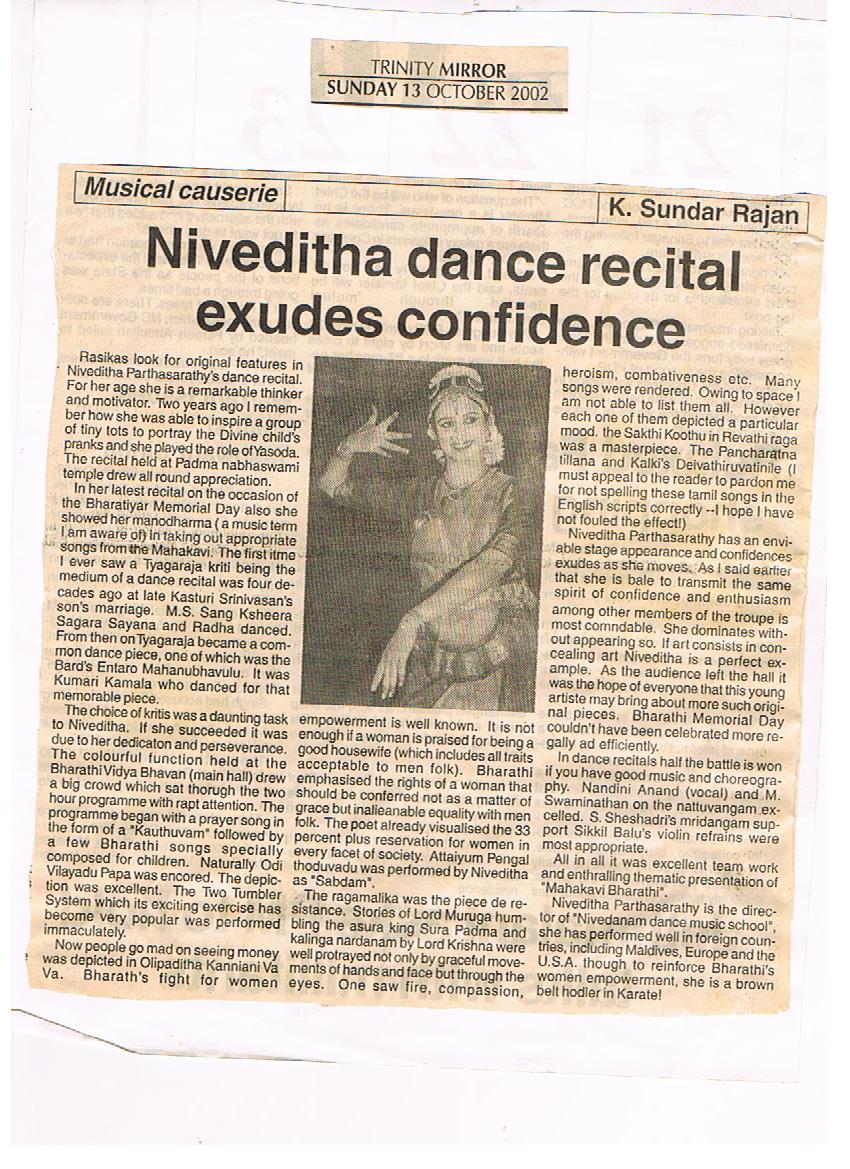 TRINITY MIRROR
SUNDAY 13 OCTOBER 2002
Musical causerie
K. Sundar Rajan
Niveditha dance recital
exudes confidence
Rasikas look for original features in
Niveditha Parthasarathy's dance recital.
For her age she is a remarkable thinker
and motivator. Two years ago I remem-
ber how she was able to inspire a group
of tiny tots to portray the Divine child's
pranks and she played the role ofYasoda.
The recital held at Padma nabhaswami
temple drew all round appreciation.
In her latest recital on the occasion of
the Bharatiyar Memorial Day also she
showed her manodharma ( a music term
I am aware of) in taking out appropriate
songs from the Mahakavi. The first itme
I ever saw a Tyagaraja kriti being the
medium of a dance recital was four de-
cades ago at late Kasturi Srinivasan's
son's marriage. M.S. Sang Ksheera
Sagara Sayana and Radha danced.
From then on Tyagaraja became a com-
mon dance piece, one of which was the
Bard's Entaro Mahanubhavulu. It was
Kumari Kamala who danced for that
memorable piece.
The choice of kritis was a daunting task
to Niveditha. If she succeeded it was
due to her dedicaton and perseverance.
The colourful function held at the
Bharathi Vidya Bhavan (main hall) drew
a big crowd which sat thorugh the two
hour programme with rapt attention. The
programme began with a prayer song in
the form of a "Kauthuvam" followed by
a few Bharathi songs specially
composed for children. Naturally Odi
Vilayadu Papa was encored. The depic-
tion was excellent. The Two Tumbler
System which its exciting exercise has
become very popular was performed
immaculately.
Now people go mad on seeing money
was depicted in Olipaditha Kanniani Va
Va. Bharath's fight for women
empowerment is well known. It is not
enough if a woman is praised for being a
good housewife (which includes all traits
acceptable to men folk). Bharathi
emphasised the rights of a woman that
should be conferred not as a matter of
grace but inalieanable equality with men
folk. The poet already visualised the 33
percent plus reservation for women in
every facet of society. Attaiyum Pengal
thoduvadu was performed by Niveditha
as "Sabdam".
The ragamalika was the piece de re-
sistance. Stories of Lord Muruga hum-
bling the asura king Sura Padma and
kalinga nardanam by Lord Krishna were
well protrayed not only by graceful move-
ments of hands and face but through the
eyes. One saw fire, compassion,
heroism, combativeness etc. Many
songs were rendered. Owing to space I
am not able to list them all. However
each one of them depicted a particular
mood. the Sakthi Koothu in Revathi raga
was a masterpiece. The Pancharatna
tillana and Kalki's Deivathiruvatinile (I
must appeal to the reader to pardon me
for not spelling these tamil songs in the
English scripts correctly --I hope I have
not fouled the effect!)
Niveditha Parthasarathy has an envi-
able stage appearance and confidences
exudes as she moves. As I said earlier
that she is bale to transmit the same
spirit of confidence and enthusiasm
among other members of the troupe is
most comndable. She dominates with-
out appearing so. If art consists in con-
cealing art Niveditha is a perfect ex-
ample. As the audience left the hall it
was the hope of everyone that this young
artiste may bring about more such origi-
nal pieces. Bharathi Memorial Day
couldn't have been celebrated more re-
gally ad efficiently.
In dance recitals half the battle is won
if you have good music and choreogra-
phy. Nandini Anand (vocal) and M.
Swaminathan on the nattuvangam ex-
celled. S. Sheshadri's mridangam sup-
port Sikkil Balu's violin refrains were
most appropriate.
All in all it was excellent team work
and enthralling thematic presentation of
"Mahakavi Bharathi".
Niveditha Parthasarathy is the direc-
tor of "Nivedanam dance music school",
she has performed well in foreign coun-
tries, including Maldives, Europe and the
U.S.A. though to reinforce Bharathi's
women empowerment, she is a brown
belt hodler in Karate!